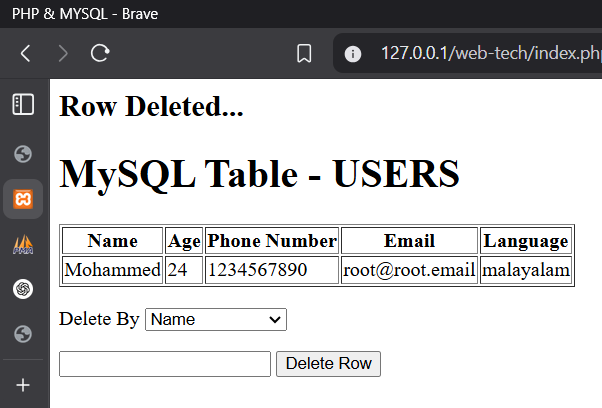 PHP & MYSQL - Brave
127.0.0.1/web-tech/index.php
Row Deleted...
MySQL Table - USERS
Name Age Phone Number Email Language
Mohammed 24 1234567890 root@root.email malayalam
Delete By Name
Delete Row